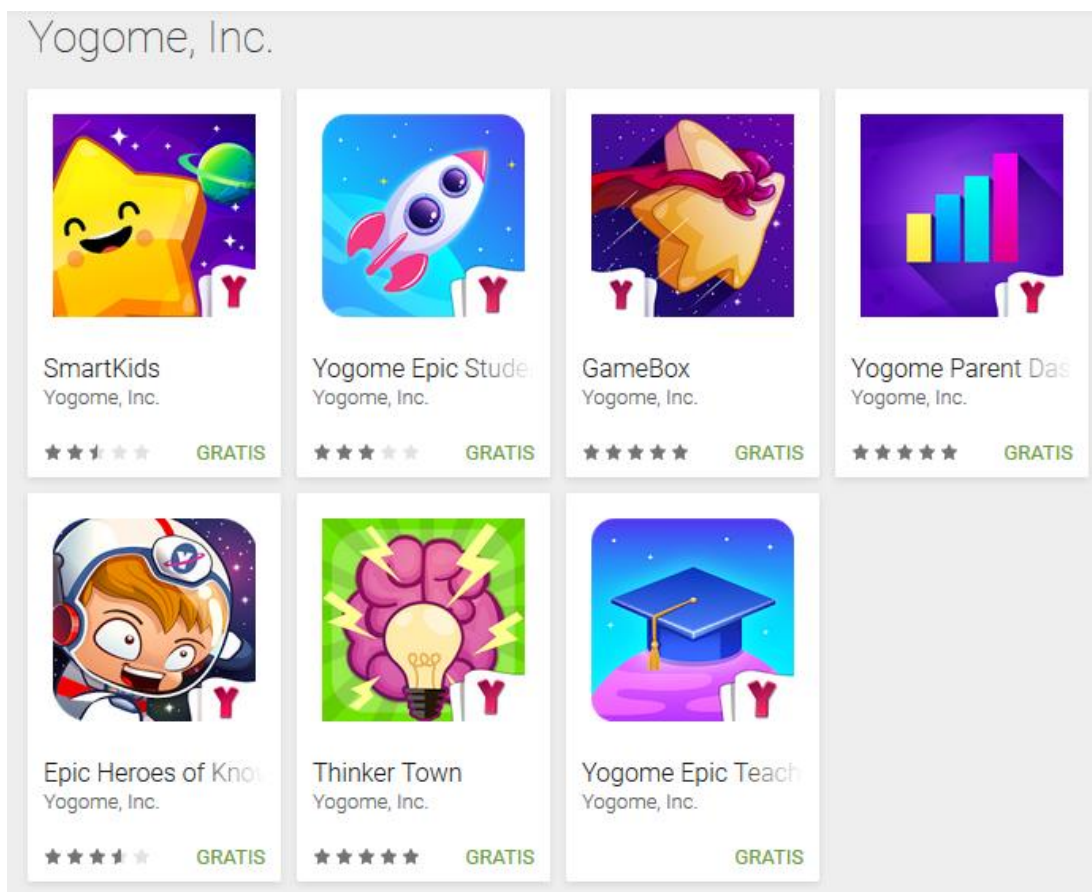 Yogome, Inc.
SmartKids
Yogome, Inc.
GRATIS
Yogome Epic Stude
Yogome, Inc.
GRATIS
GameBox
Yogome, Inc.
GRATIS
Yogome Parent Das
Yogome, Inc.
GRATIS
Epic Heroes of Know
Yogome, Inc.
GRATIS
Thinker Town
Yogome, Inc.
GRATIS
Yogome Epic Teach
Yogome, Inc.
GRATIS
Y
Y
Y
Y
Y
Y
Y